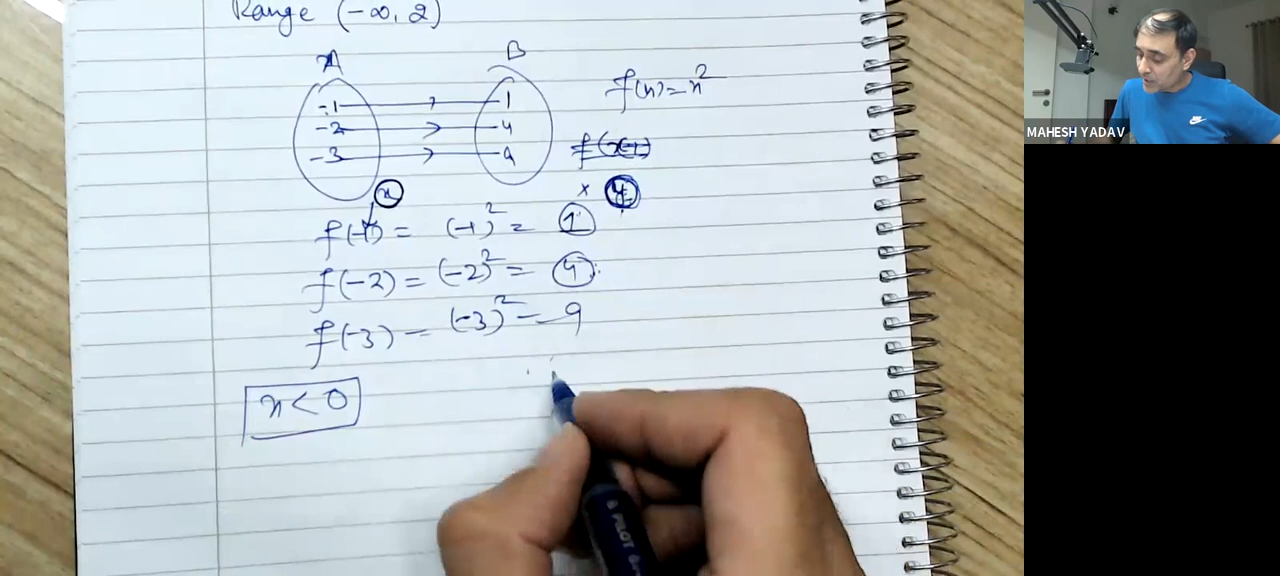 Range (-∞, 2)
A B
-1 1
-2 4
-3 9
f(x) = x²
x
f(-1) = (-1)² = 1
f(-2) = (-2)² = 4
f(-3) = (-3)² = 9
x < 0
PILOT
MAHESH YADAV